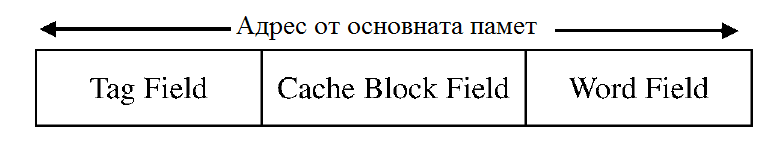 Адрес от основната памет
Tag Field Cache Block Field Word Field